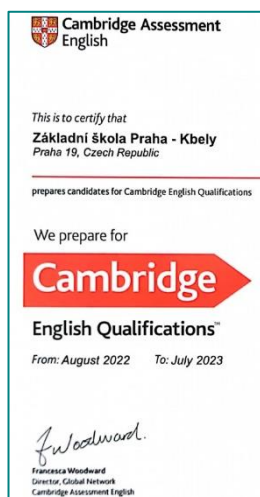 Cambridge Assessment
English
This is to certify that
Základní škola Praha - Kbely
Praha 19, Czech Republic
prepares candidates for Cambridge English Qualifications
We prepare for
Cambridge
English Qualifications™
From: August 2022 To: July 2023
F Woodward.
Francesca Woodward
Director, Global Network
Cambridge Assessment English